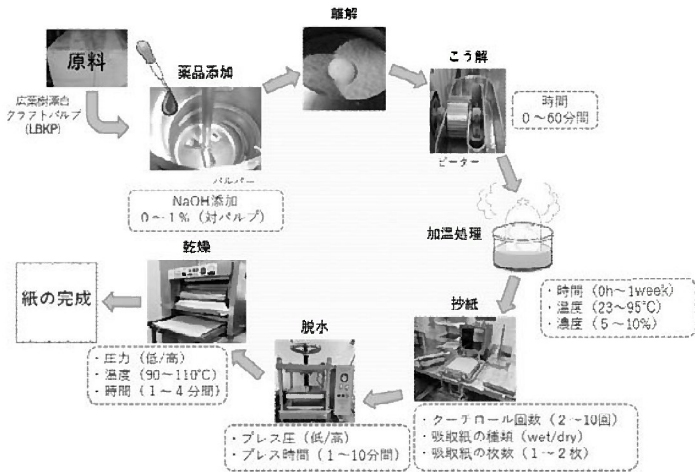 原料
広葉樹漂白
クラフトパルプ
(LBKP)
薬品添加
パルパー
NaOH添加
0～1%（対パルプ）
離解
こう解
ビーター
時間
0～60分間
加温処理
・時間（0h～1week）
・温度（23～95℃）
・濃度（5～10%）
抄紙
・クーチロール回数（2～10回）
・吸取紙の種類（wet/dry）
・吸取紙の枚数（1～2枚）
脱水
・プレス圧（低/高）
・プレス時間（1～10分間）
乾燥
・圧力（低/高）
・温度（90～110℃）
・時間（1～4分間）
紙の完成